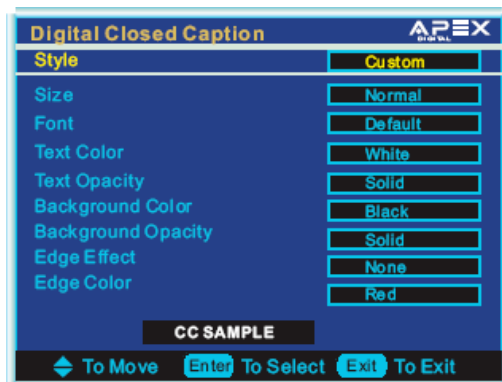 Digital Closed Caption APEX
DIGITAL
Style Custom
Size Normal
Font Default
Text Color White
Text Opacity Solid
Background Color Black
Background Opacity Solid
Edge Effect None
Edge Color Red
CC SAMPLE
To Move Enter To Select Exit To Exit